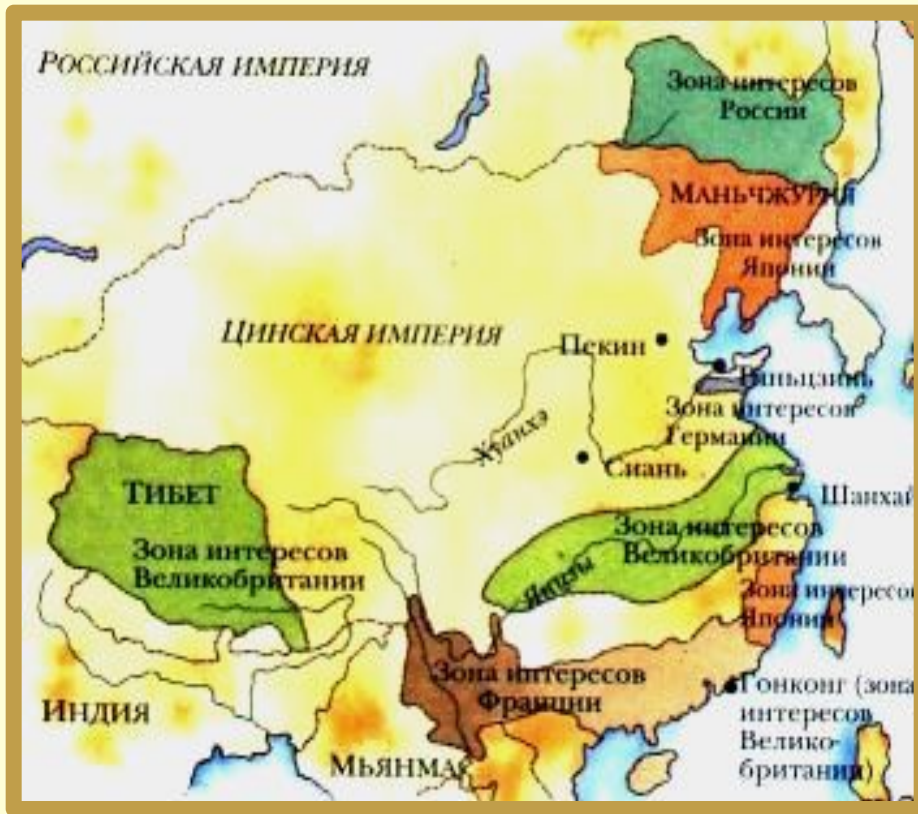 РОССИЙСКАЯ ИМПЕРИЯ
Зона интересов
России
МАНЬЧЖУРИЯ
Зона интересов
Японии
ЦИНСКАЯ ИМПЕРИЯ
Пекин
Тяньцзинь
Зона интересов
Германии
Хуанхэ
Сиань
ТИБЕТ
Шанхай
Зона интересов
Великобритании
Зона интересов
Великобритании
Янцзы
Зона интересов
Японии
Зона интересов
Франции
Гонконг (зона
интересов
Велико-
британии)
ИНДИЯ
МЬЯНМА